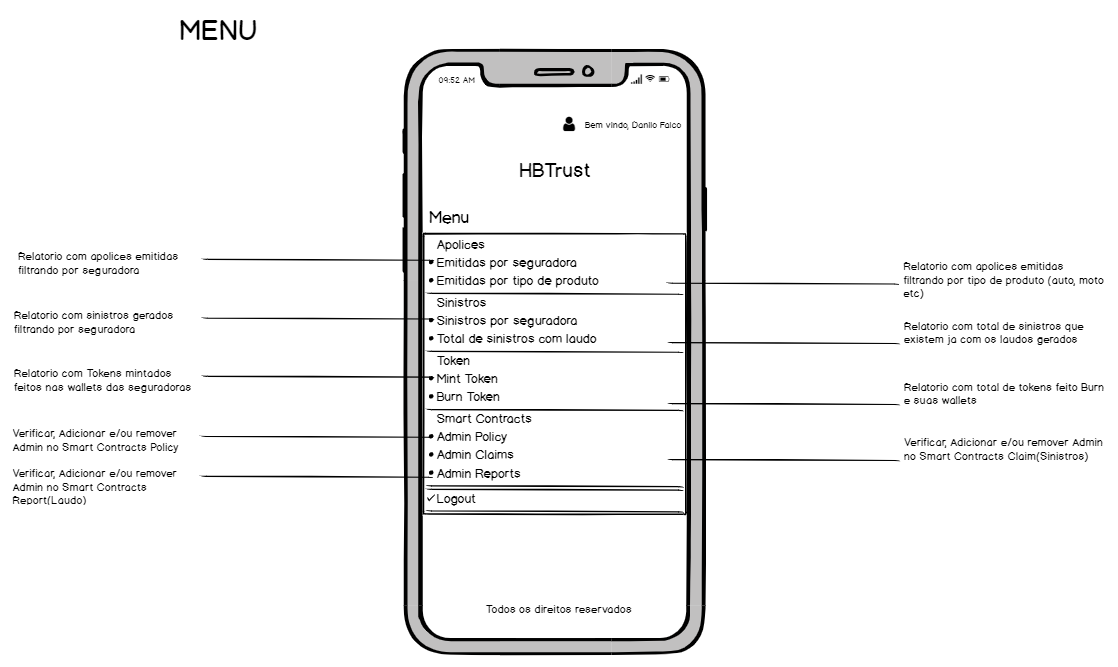 MENU
09:52 AM
Bem vindo, Danilo Falco
HBTrust
Menu
Apolices
Emitidas por seguradora
Emitidas por tipo de produto
Sinistros
Sinistros por seguradora
Total de sinistros com laudo
Token
Mint Token
Burn Token
Smart Contracts
Admin Policy
Admin Claims
Admin Reports
Logout
Todos os direitos reservados
Relatorio com apolices emitidas
filtrando por seguradora
Relatorio com sinistros gerados
filtrando por seguradora
Relatorio com Tokens mintados
feitos nas wallets das seguradoras
Verificar, Adicionar e/ou remover
Admin no Smart Contracts Policy
Verificar, Adicionar e/ou remover
Admin no Smart Contracts
Report(Laudo)
Relatorio com apolices emitidas
filtrando por tipo de produto (auto, moto
etc)
Relatorio com total de sinistros que
existem ja com os laudos gerados
Relatorio com total de tokens feito Burn
e suas wallets
Verificar, Adicionar e/ou remover Admin
no Smart Contracts Claim(Sinistros)